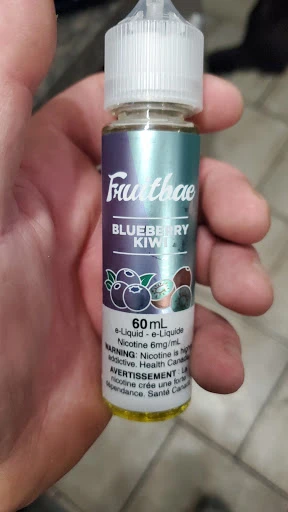 Fruitbae
BLUEBERRY
KIWI
60mL
e-Liquid - e-Liquide
Nicotine 6mg/mL
WARNING: Nicotine is
addictive. Health Canada
AVERTISSEMENT: La
nicotine crée une forte
dépendance. Santé Canada